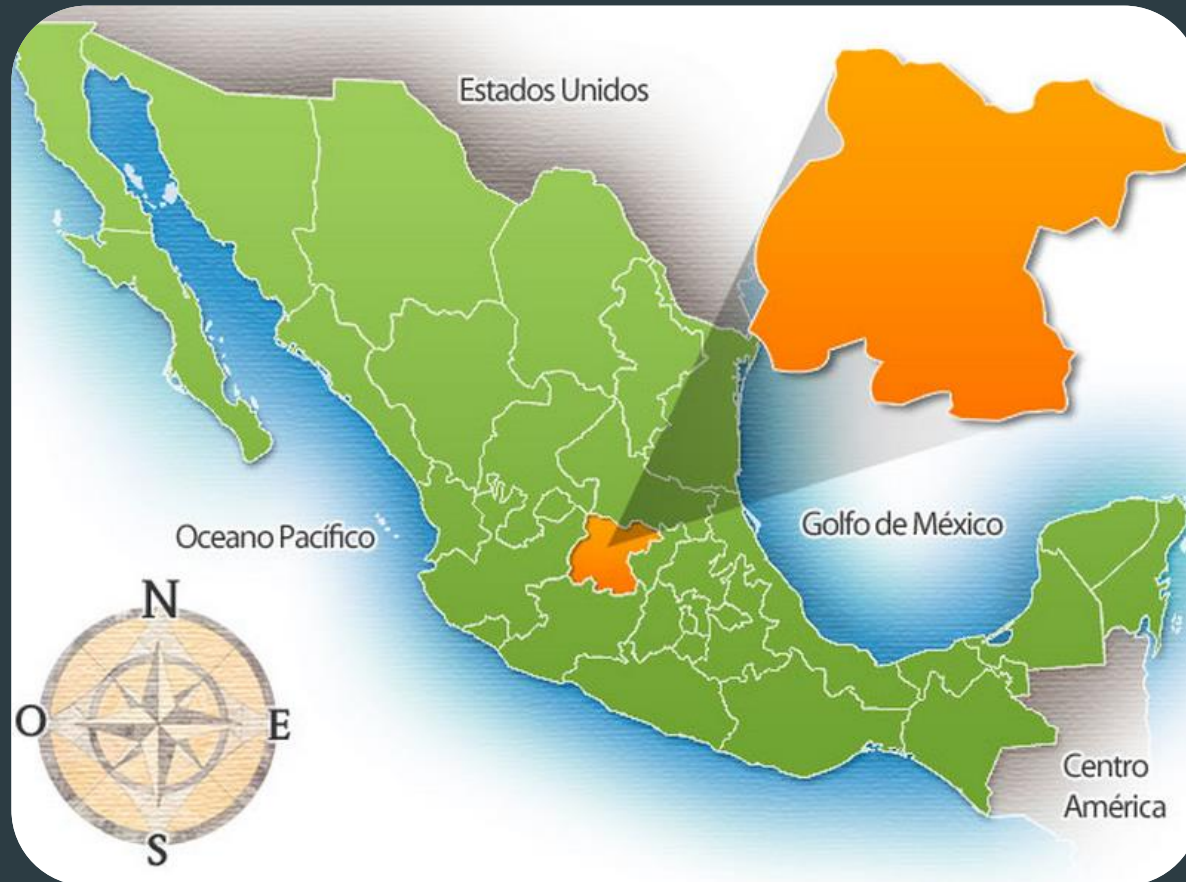 Estados Unidos
Golfo de México
Oceano Pacífico
N
O
E
S
Centro
América